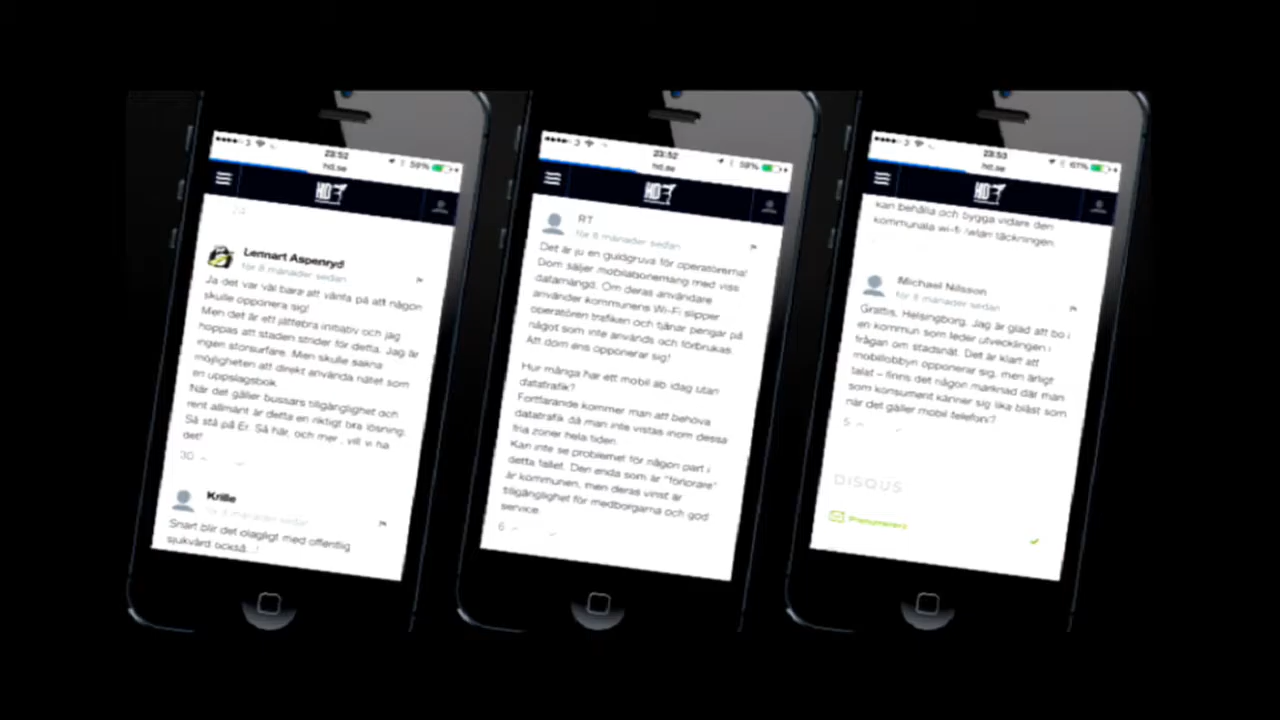 23:52
59%
hd.se
HD
24
Lennart Aspenryd
för 8 månader sedan
Ja det var väl bara att vänta på att någon
skulle opponera sig!
Men det är ett jättebra initiativ och jag
hoppas att staden strider för detta. Jag är
ingen storsurfare. Men skulle sakna
möjligheten att direkt använda nätet som
en uppslagsbok.
När det gäller bussars tillgänglighet och
rent allmänt är detta en riktigt bra lösning.
Så stå på Er. Så här, och mer , vill vi ha
det!
30
Krille
för 8 månader sedan
Snart blir det olagligt med offentlig
sjukvård också...!
23:52
59%
hd.se
HD
RT
för 8 månader sedan
Det är ju en guldgruva för operatörerna!
Dom säljer mobilabonemang med viss
datamängd. Om deras användare
använder kommunens Wi-Fi slipper
operatören trafiken och tjänar pengar på
något som inte används och förbrukas.
Att dom ens opponerar sig!
Hur många har ett mobil ab idag utan
datatrafik?
Fortfarande kommer man att behöva
datatrafik då man inte vistas inom dessa
fria zoner hela tiden.
Kan inte se problemet för någon part i
detta fallet. Den enda som är "förlorare"
är kommunen, men deras vinst är
tillgänglighet för medborgarna och god
service.
6
23:53
61%
hd.se
HD
kan behålla och bygga vidare den
kommunala wi-fi /wlan täckningen.
Michael Nilsson
för 8 månader sedan
Grattis, Helsingborg. Jag är glad att bo i
en kommun som leder utvecklingen i
frågan om stadsnät. Det är klart att
mobillobbyn opponerar sig, men ärligt
talat – finns det någon marknad där man
som konsument känner sig lika blåst som
när det gäller mobil telefoni?
5
DISQUS
Prenumerera